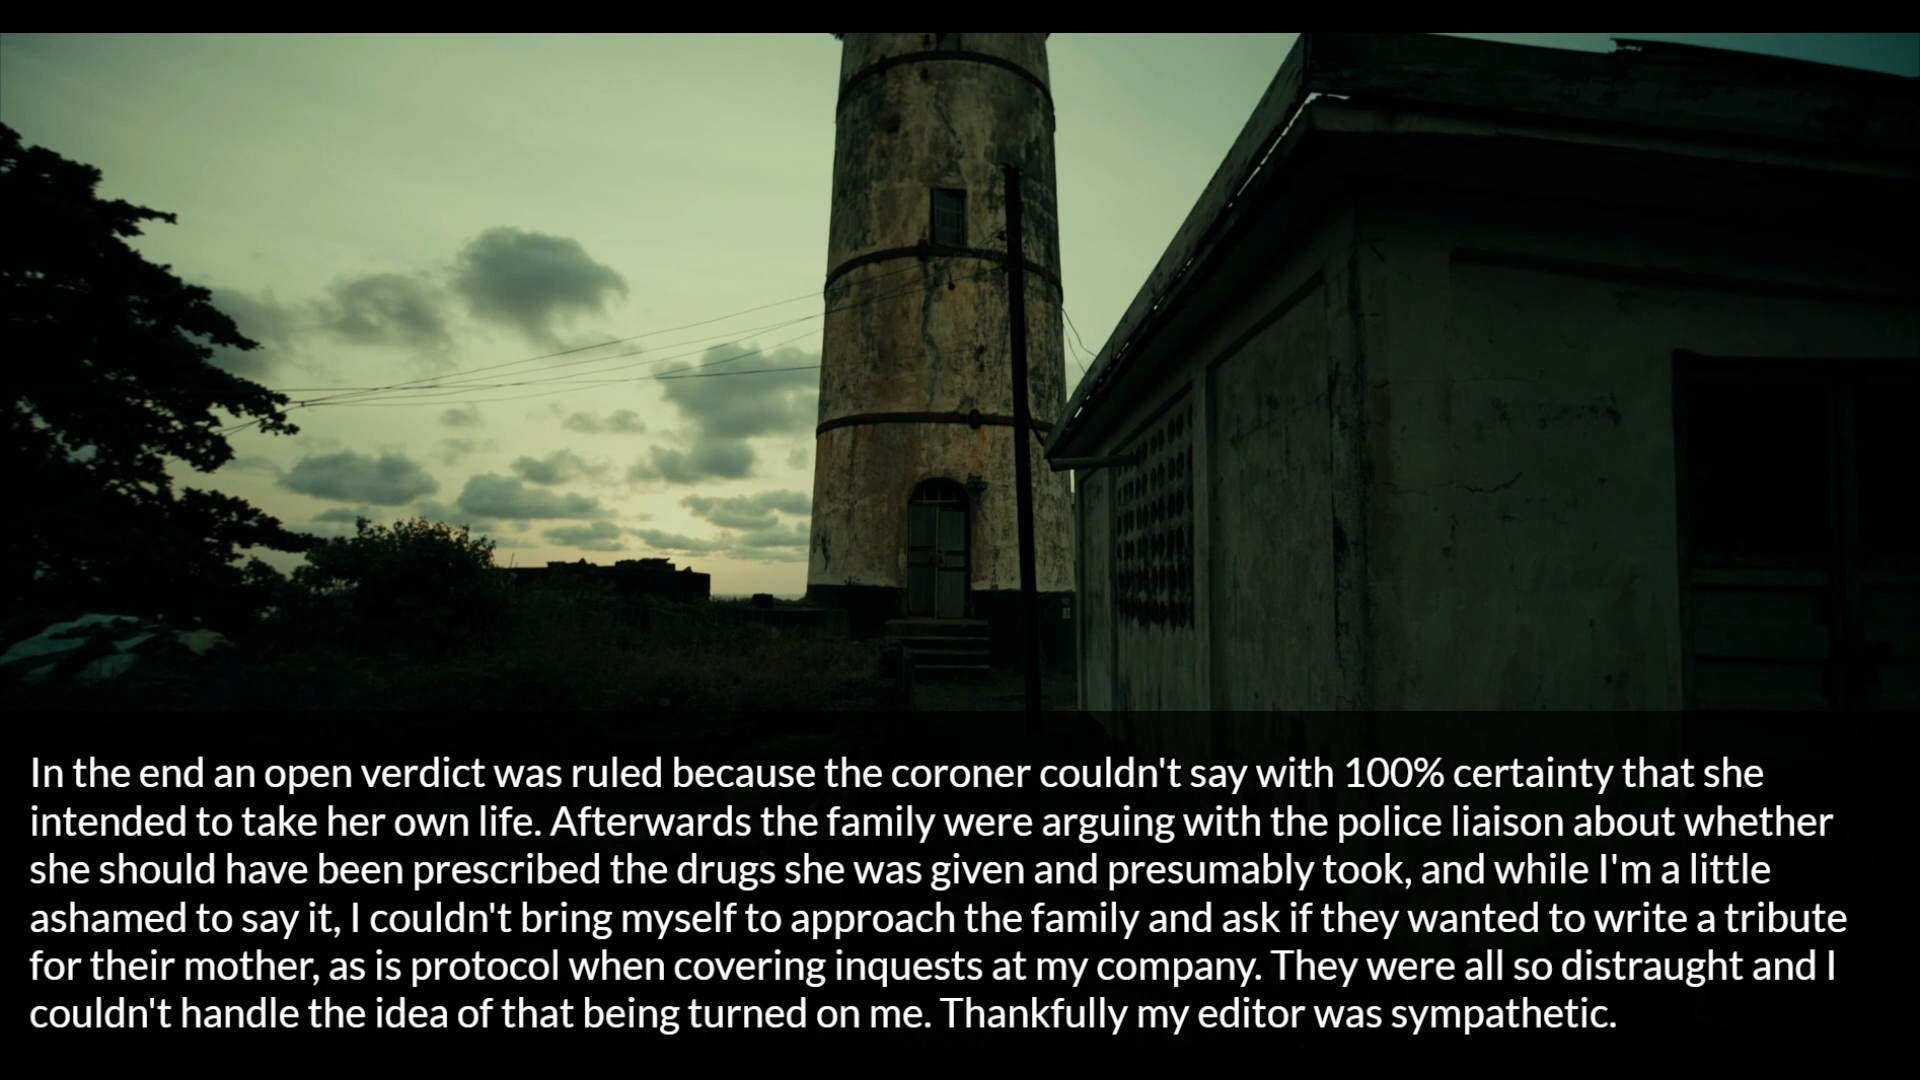 In the end an open verdict was ruled because the coroner couldn't say with 100% certainty that she
intended to take her own life. Afterwards the family were arguing with the police liaison about whether
she should have been prescribed the drugs she was given and presumably took, and while I'm a little
ashamed to say it, I couldn't bring myself to approach the family and ask if they wanted to write a tribute
for their mother, as is protocol when covering inquests at my company. They were all so distraught and I
couldn't handle the idea of that being turned on me. Thankfully my editor was sympathetic.